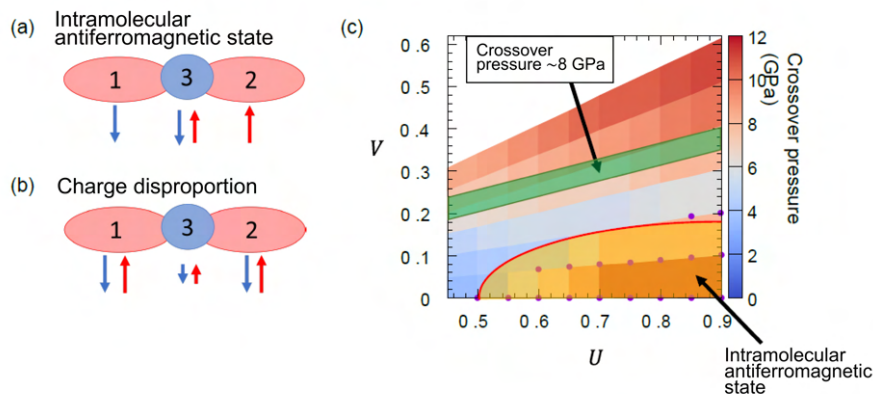 (a)
Intramolecular
antiferromagnetic state
1
3
2
(b)
Charge disproportion
1
3
2
(c)
Crossover
pressure ~8 GPa
V
0.6
0.5
0.4
0.3
0.2
0.1
0
0.5
0.6
0.7
0.8
0.9
U
12
10
8
6
4
2
0
Crossover pressure
(GPa)
Intramolecular
antiferromagnetic
state